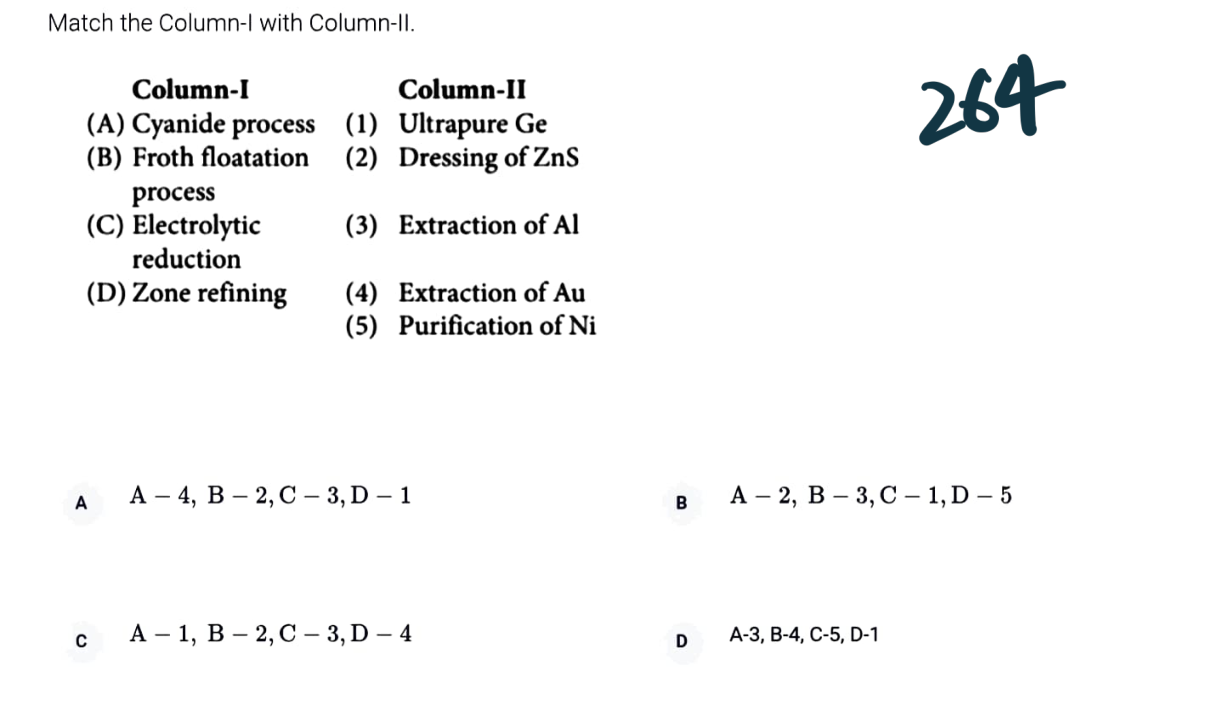 Match the Column-I with Column-II.
264
Column-I Column-II
(A) Cyanide process (1) Ultrapure Ge
(B) Froth floatation (2) Dressing of ZnS
process
(C) Electrolytic (3) Extraction of Al
reduction
(D) Zone refining (4) Extraction of Au
(5) Purification of Ni
A A – 4, B – 2, C – 3, D – 1
B A – 2, B – 3, C – 1, D – 5
C A – 1, B – 2, C – 3, D – 4
D A-3, B-4, C-5, D-1